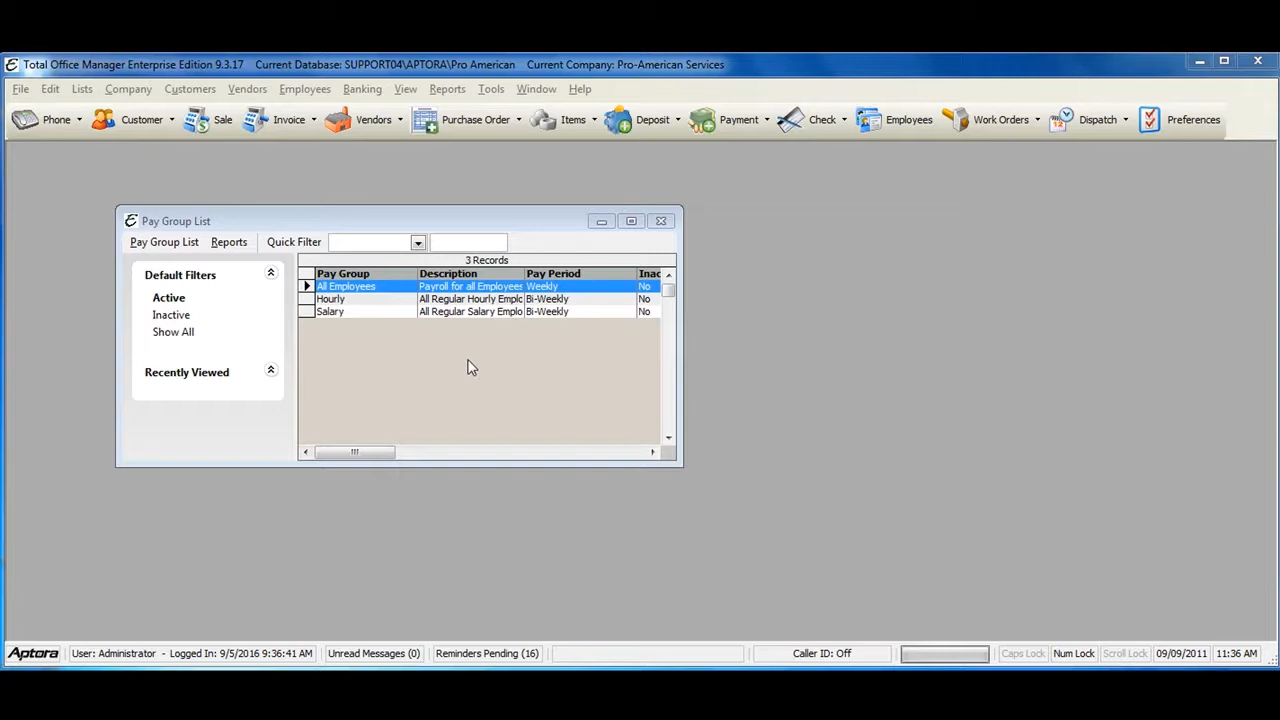 Total Office Manager Enterprise Edition 9.3.17 Current Database: SUPPORT04/APTORA\Pro American Current Company: Pro-American Services
File Edit Lists Company Customers Vendors Employees Banking View Reports Tools Window Help
Phone Customer Sale Invoice Vendors Purchase Order Items Deposit Payment Check Employees Work Orders Dispatch Preferences
Pay Group List
Pay Group List Reports Quick Filter
3 Records
Default Filters
Active
Inactive
Show All
Recently Viewed
Pay Group Description Pay Period Inac
All Employees Payroll for all Employees Weekly No
Hourly All Regular Hourly Emplo Bi-Weekly No
Salary All Regular Salary Emplo Bi-Weekly No
Aptora User: Administrator - Logged In: 9/5/2016 9:36:41 AM Unread Messages (0) Reminders Pending (16) Caller ID: Off Caps Lock Num Lock Scroll Lock 09/09/2011 11:36 AM